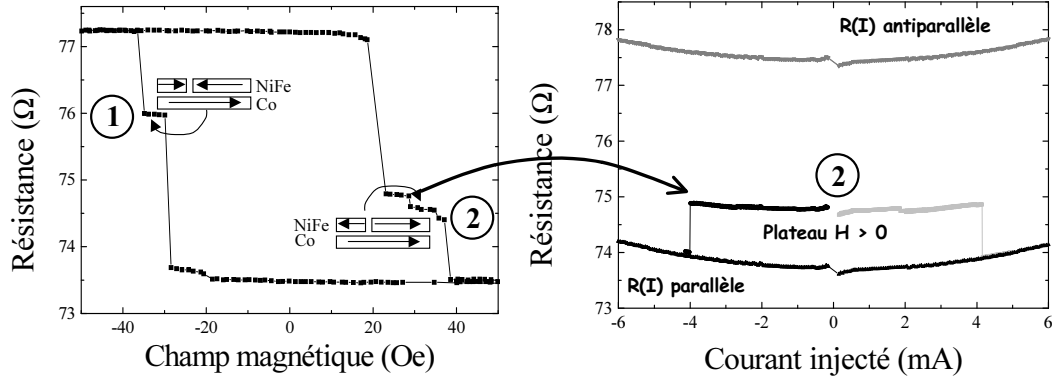 77
76
75
74
73
-40
-20
0
20
40
Résistance (Ω)
Champ magnétique (Oe)
1
NiFe
Co
NiFe
Co
2
78
77
76
75
74
73
-6
-4
-2
0
2
4
6
Résistance (Ω)
Courant injecté (mA)
R(I) antiparallèle
2
Plateau H > 0
R(I) parallèle